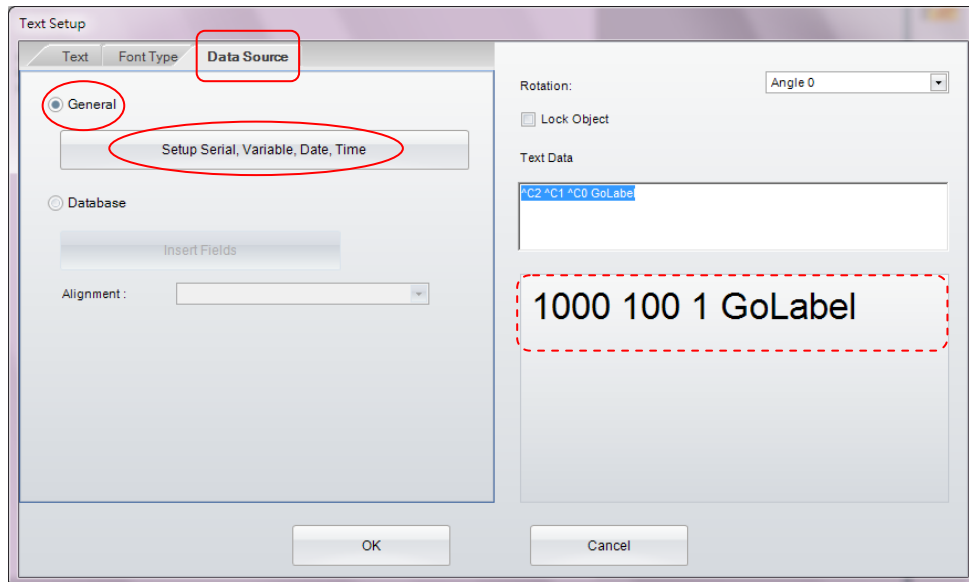 Text Setup
Text
Font Type
Data Source
General
Setup Serial, Variable, Date, Time
Database
Insert Fields
Alignment :
Rotation:
Angle 0
Lock Object
Text Data
^C2 ^C1 ^C0 GoLabel
1000 100 1 GoLabel
OK
Cancel